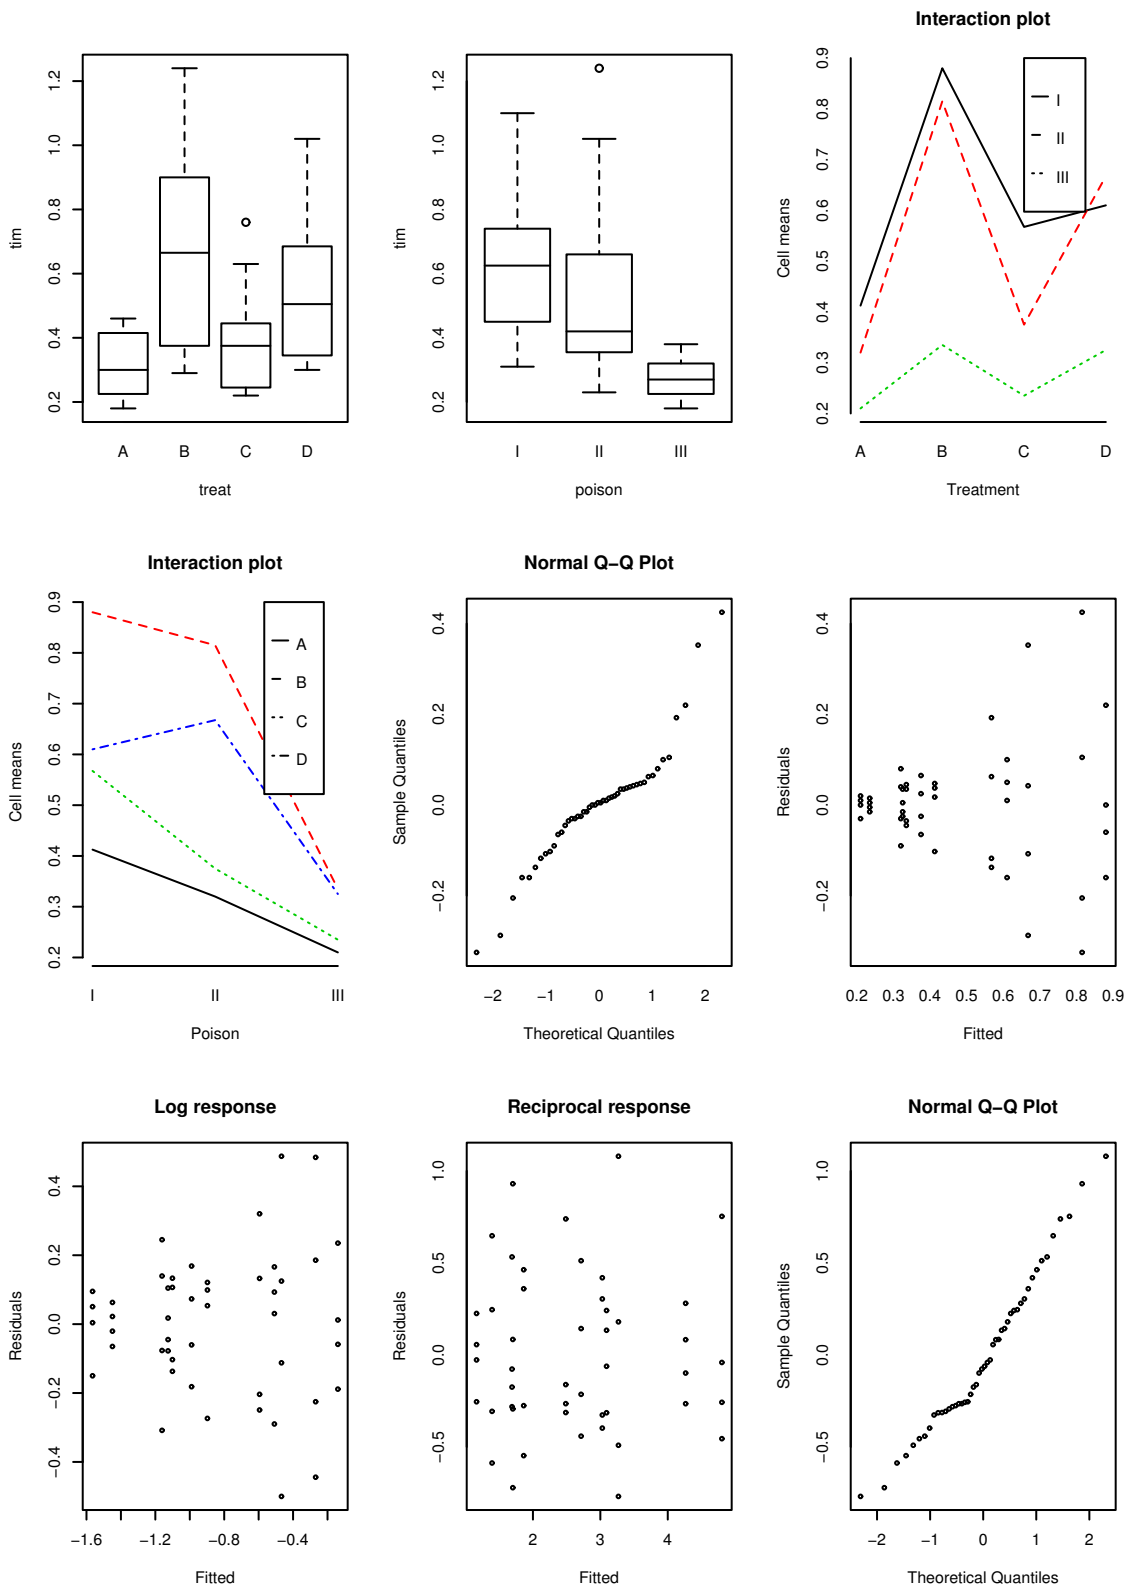 tim
1.2
1.0
0.8
0.6
0.4
0.2
A B C D
treat
tim
1.2
1.0
0.8
0.6
0.4
0.2
I II III
poison
Interaction plot
Cell means
0.9
0.8
0.7
0.6
0.5
0.4
0.3
0.2
I
II
III
A B C D
Treatment
Interaction plot
Cell means
0.9
0.8
0.7
0.6
0.5
0.4
0.3
0.2
A
B
C
D
I II III
Poison
Normal Q−Q Plot
Sample Quantiles
0.4
0.2
0.0
−0.2
−2 −1 0 1 2
Theoretical Quantiles
Residuals
0.4
0.2
0.0
−0.2
0.2 0.3 0.4 0.5 0.6 0.7 0.8 0.9
Fitted
Log response
Residuals
0.4
0.2
0.0
−0.2
−0.4
−1.6 −1.2 −0.8 −0.4
Fitted
Reciprocal response
Residuals
1.0
0.5
0.0
−0.5
2 3 4
Fitted
Normal Q−Q Plot
Sample Quantiles
1.0
0.5
0.0
−0.5
−2 −1 0 1 2
Theoretical Quantiles